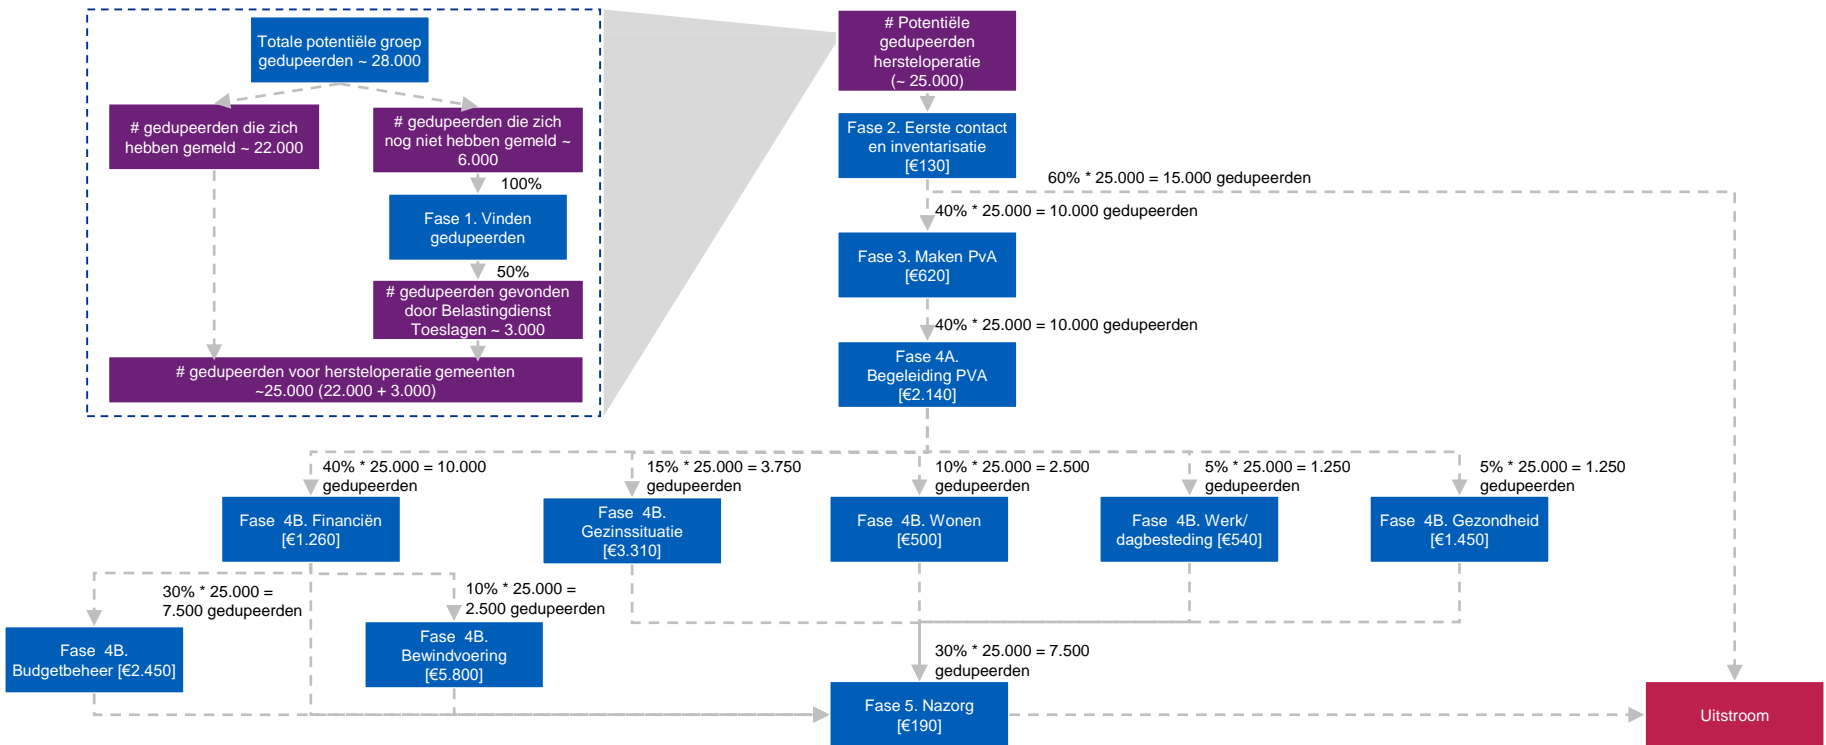 Totale potentiële groep
gedupeerden ~ 28.000
# gedupeerden die zich
hebben gemeld ~ 22.000
# gedupeerden die zich
nog niet hebben gemeld ~
6.000
100%
Fase 1. Vinden
gedupeerden
50%
# gedupeerden gevonden
door Belastingdienst
Toeslagen ~ 3.000
# gedupeerden voor hersteloperatie gemeenten
~25.000 (22.000 + 3.000)
# Potentiële
gedupeerden
hersteloperatie
(~ 25.000)
Fase 2. Eerste contact
en inventarisatie
[€130]
60% * 25.000 = 15.000 gedupeerden
40% * 25.000 = 10.000 gedupeerden
Fase 3. Maken PvA
[€620]
40% * 25.000 = 10.000 gedupeerden
Fase 4A.
Begeleiding PVA
[€2.140]
40% * 25.000 = 10.000
gedupeerden
15% * 25.000 = 3.750
gedupeerden
10% * 25.000 = 2.500
gedupeerden
5% * 25.000 = 1.250
gedupeerden
5% * 25.000 = 1.250
gedupeerden
Fase 4B. Financiën
[€1.260]
Fase 4B.
Gezinssituatie
[€3.310]
Fase 4B. Wonen
[€500]
Fase 4B. Werk/
dagbesteding [€540]
Fase 4B. Gezondheid
[€1.450]
30% * 25.000 =
7.500 gedupeerden
10% * 25.000 =
2.500 gedupeerden
Fase 4B.
Budgetbeheer [€2.450]
Fase 4B.
Bewindvoering
[€5.800]
30% * 25.000 = 7.500
gedupeerden
Fase 5. Nazorg
[€190]
Uitstroom